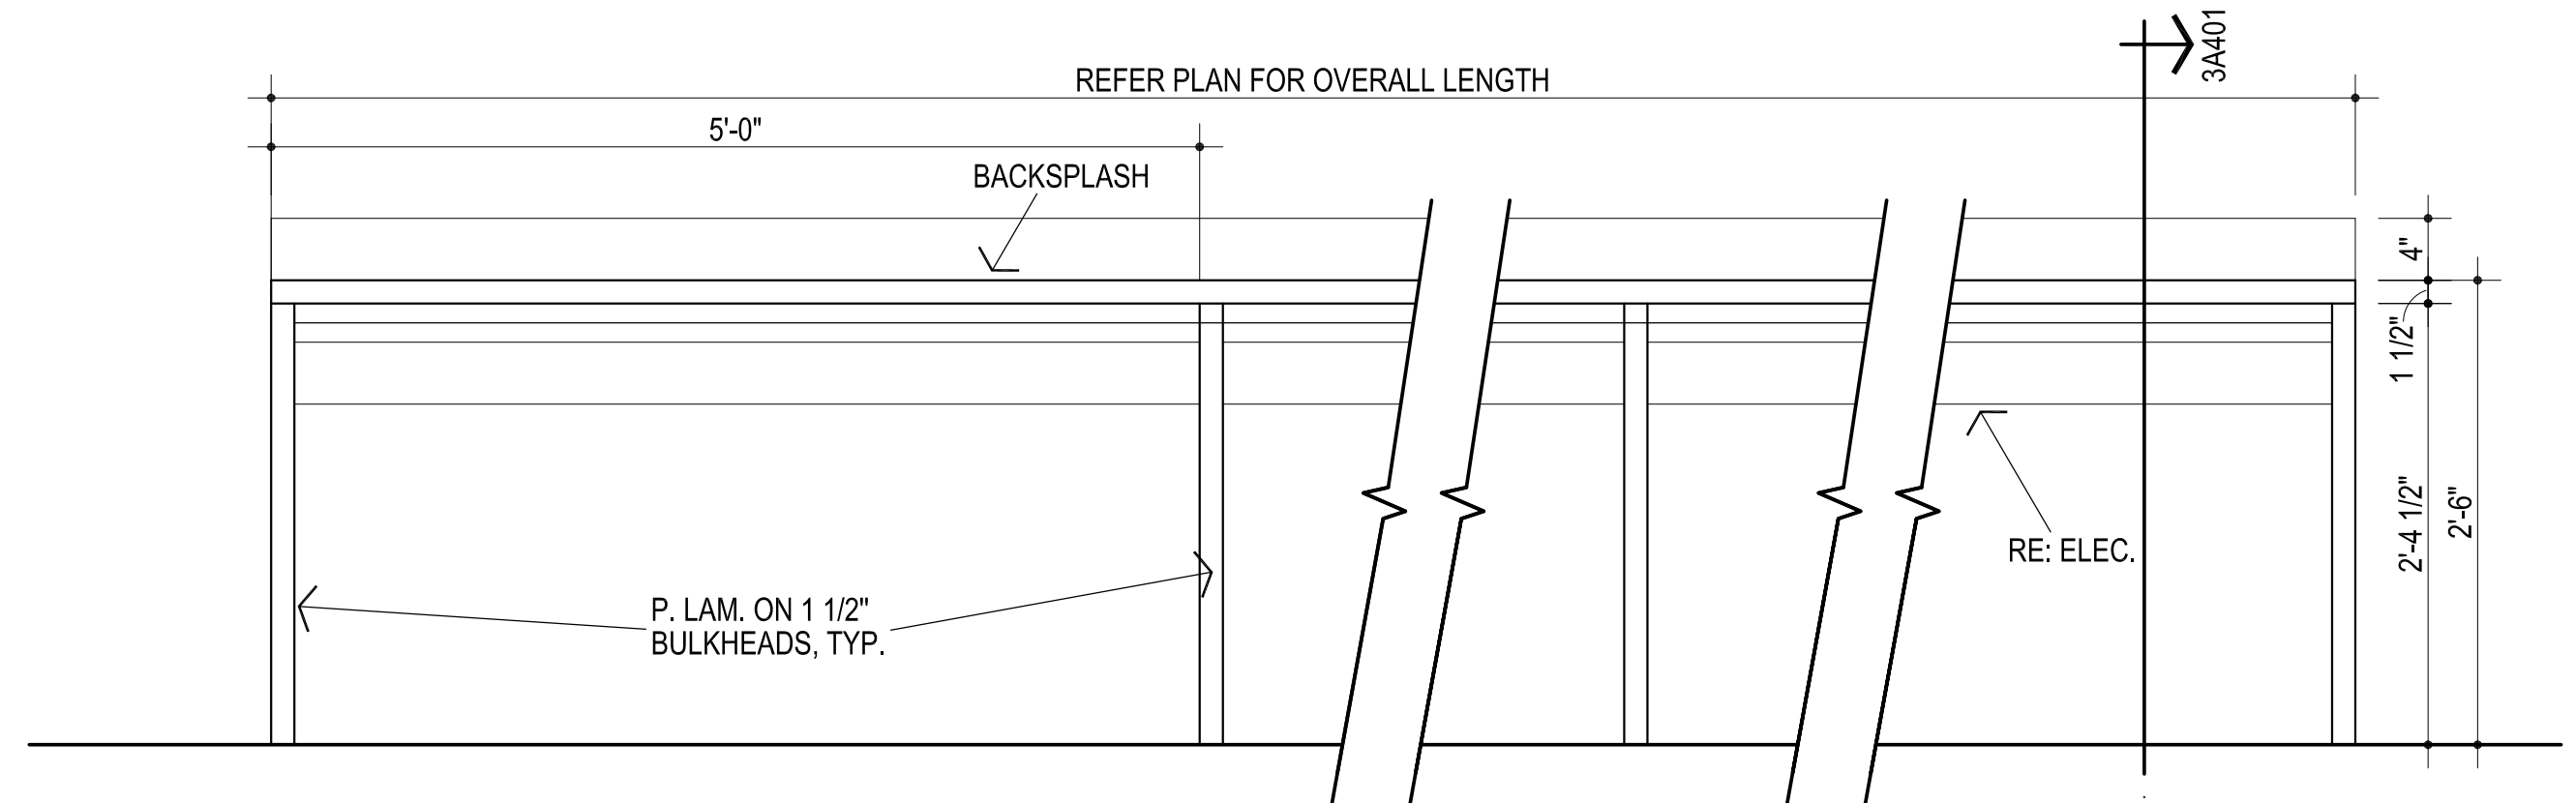 3A401
REFER PLAN FOR OVERALL LENGTH
5'-0"
BACKSPLASH
4"
1 1/2"
2'-4 1/2"
2'-6"
RE: ELEC.
P. LAM. ON 1 1/2"
BULKHEADS, TYP.